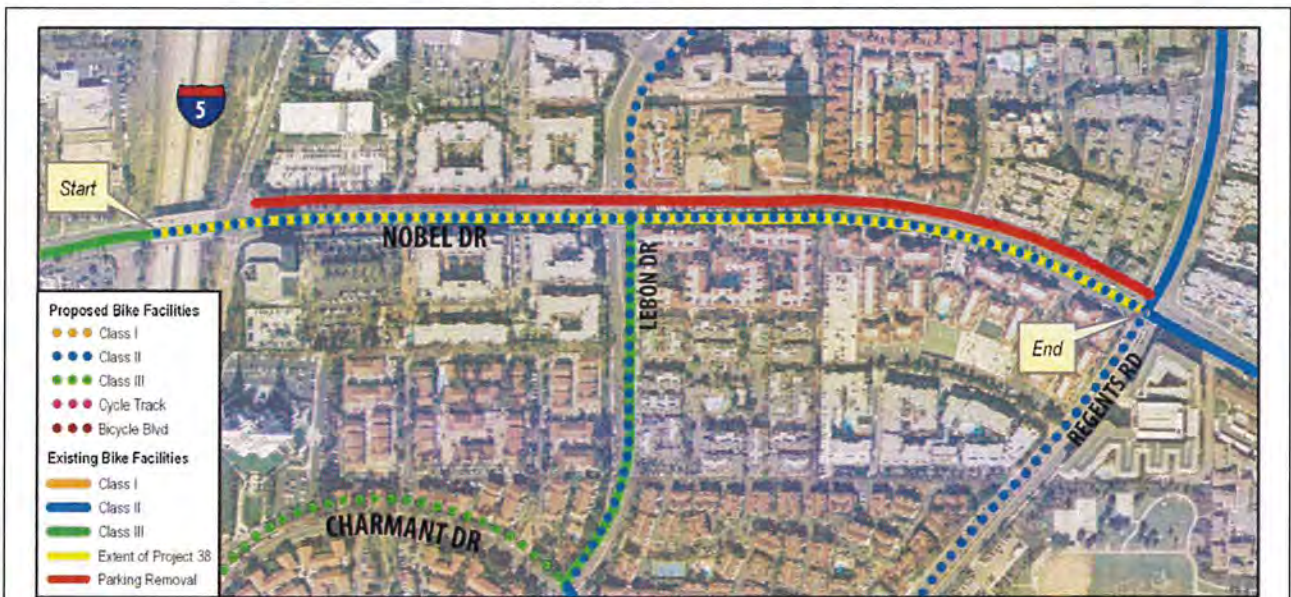 5
Start
NOBEL DR
LEBON DR
End
REGENTS RD
CHARMANT DR
Proposed Bike Facilities
Class I
Class II
Class III
Cycle Track
Bicycle Blvd
Existing Bike Facilities
Class I
Class II
Class III
Extent of Project 38
Parking Removal